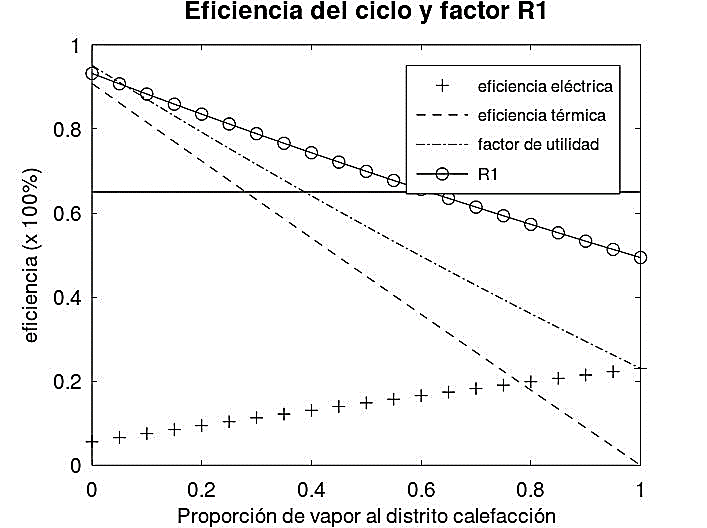 Eficiencia del ciclo y factor R1
1
0.8
0.6
0.4
0.2
0
eficiencia (x 100%)
eficiencia eléctrica
eficiencia térmica
factor de utilidad
R1
0 0.2 0.4 0.6 0.8 1
Proporción de vapor al distrito calefacción